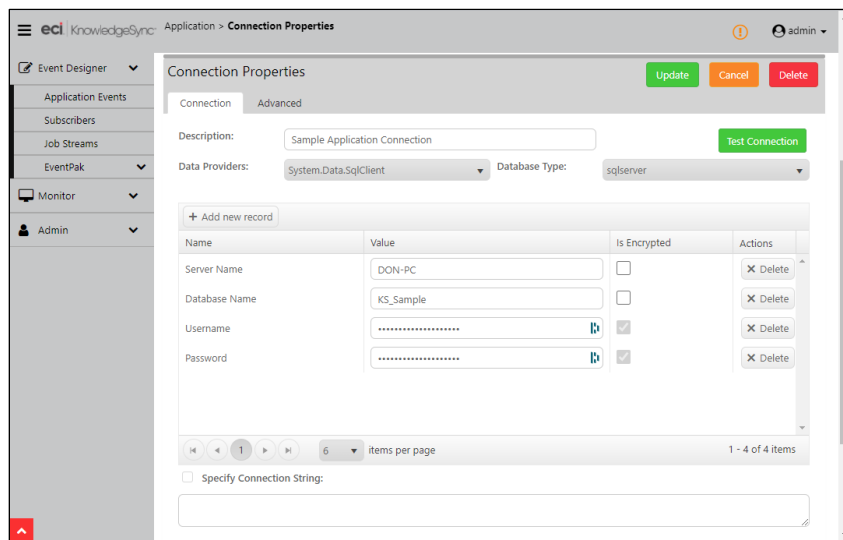 eci KnowledgeSync Application > Connection Properties admin
Event Designer
Application Events
Subscribers
Job Streams
EventPak
Monitor
Admin
Connection Properties Update Cancel Delete
Connection Advanced
Description: Sample Application Connection Test Connection
Data Providers: System.Data.SqlClient Database Type: sqlserver
+ Add new record
Name Value Is Encrypted Actions
Server Name DON-PC Delete
Database Name KS_Sample Delete
Username •••••••••••••••••••• Delete
Password •••••••••••••••••••• Delete
1 6 items per page 1 - 4 of 4 items
Specify Connection String: